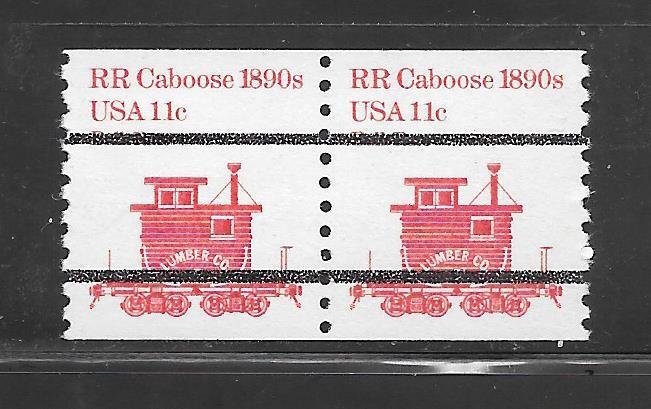 RR Caboose 1890s
USA 11c
LUMBER CO.
RR Caboose 1890s
USA 11c
LUMBER CO.